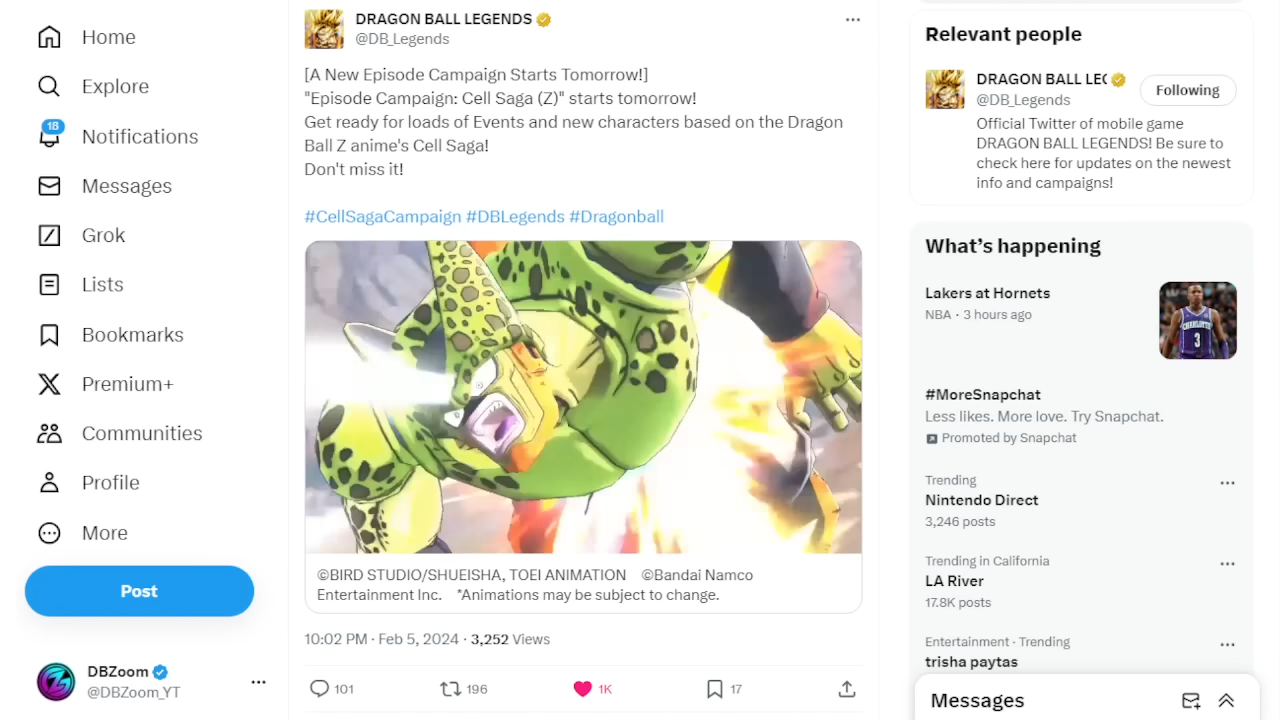 Home
Explore
18
Notifications
Messages
Grok
Lists
Bookmarks
Premium+
Communities
Profile
More
Post
DBZoom
@DBZoom_YT
DRAGON BALL LEGENDS
@DB_Legends
[A New Episode Campaign Starts Tomorrow!]
"Episode Campaign: Cell Saga (Z)" starts tomorrow!
Get ready for loads of Events and new characters based on the Dragon
Ball Z anime's Cell Saga!
Don't miss it!
#CellSagaCampaign #DBLegends #Dragonball
©BIRD STUDIO/SHUEISHA, TOEI ANIMATION ©Bandai Namco
Entertainment Inc. *Animations may be subject to change.
10:02 PM · Feb 5, 2024 · 3,252 Views
101 196 1K 17
Relevant people
DRAGON BALL LEG
@DB_Legends
Following
Official Twitter of mobile game
DRAGON BALL LEGENDS! Be sure to
check here for updates on the newest
info and campaigns!
What's happening
Lakers at Hornets
NBA · 3 hours ago
CHARLOTTE
3
#MoreSnapchat
Less likes. More love. Try Snapchat.
Promoted by Snapchat
Trending
Nintendo Direct
3,246 posts
Trending in California
LA River
17.8K posts
Entertainment · Trending
trisha paytas
Messages